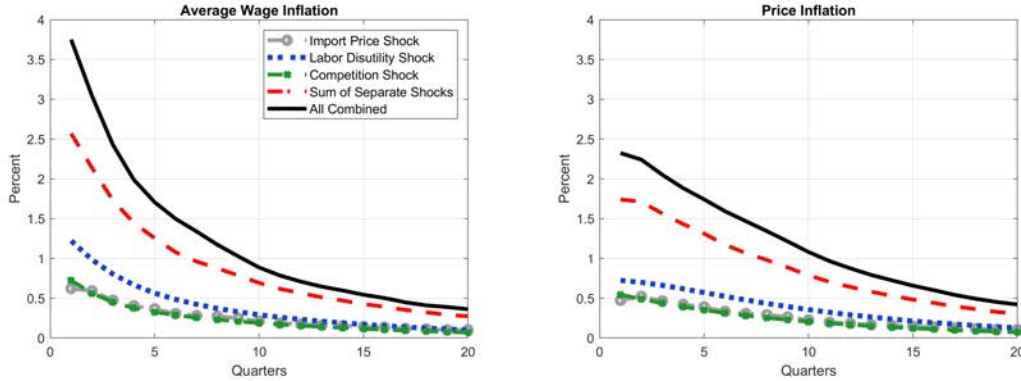 Average Wage Inflation
4
3.5
3
2.5
2
1.5
1
0.5
0
Percent
0
5
10
15
20
Quarters
Import Price Shock
Labor Disutility Shock
Competition Shock
Sum of Separate Shocks
All Combined
Price Inflation
4
3.5
3
2.5
2
1.5
1
0.5
0
Percent
0
5
10
15
20
Quarters